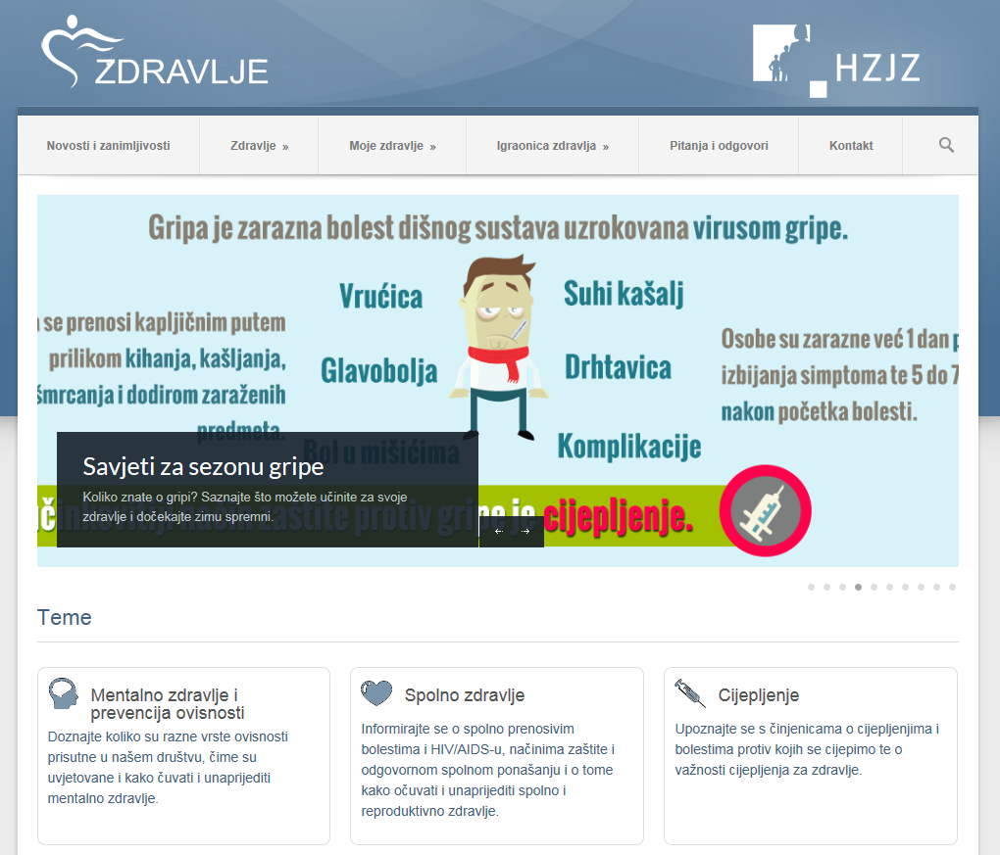 ZDRAVLJE
HZJZ
Novosti i zanimljivosti
Zdravlje »
Moje zdravlje »
Igraonica zdravlja »
Pitanja i odgovori
Kontakt
Gripa je zarazna bolest dišnog sustava uzrokovana virusom gripe.
Vrućica
Suhi kašalj
se prenosi kapljičnim putem
prilikom kihanja, kašljanja,
šmrcanja i dodirom zaraženih
predmeta.
Glavobolja
Drhtavica
Osobe su zarazne već 1 dan
izbijanja simptoma te 5 do 7
nakon početka bolesti.
Bol u mišićima
Komplikacije
zaštite protiv gripe je cijepljenje.
Savjeti za sezonu gripe
Koliko znate o gripi? Saznajte što možete učinite za svoje
zdravlje i dočekajte zimu spremni.
Teme
Mentalno zdravlje i
prevencija ovisnosti
Doznajte koliko su razne vrste ovisnosti
prisutne u našem društvu, čime su
uvjetovane i kako čuvati i unaprijediti
mentalno zdravlje.
Spolno zdravlje
Informirajte se o spolno prenosivim
bolestima i HIV/AIDS-u, načinima zaštite i
odgovornom spolnom ponašanju i o tome
kako očuvati i unaprijediti spolno i
reproduktivno zdravlje.
Cijepljenje
Upoznajte se s činjenicama o cijepljenjima i
bolestima protiv kojih se cijepimo te o
važnosti cijepljenja za zdravlje.